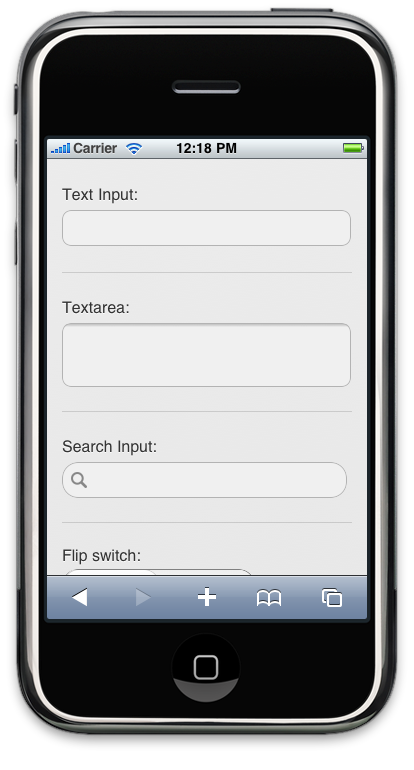 Carrier 12:18 PM
Text Input:
Textarea:
Search Input:
Flip switch: